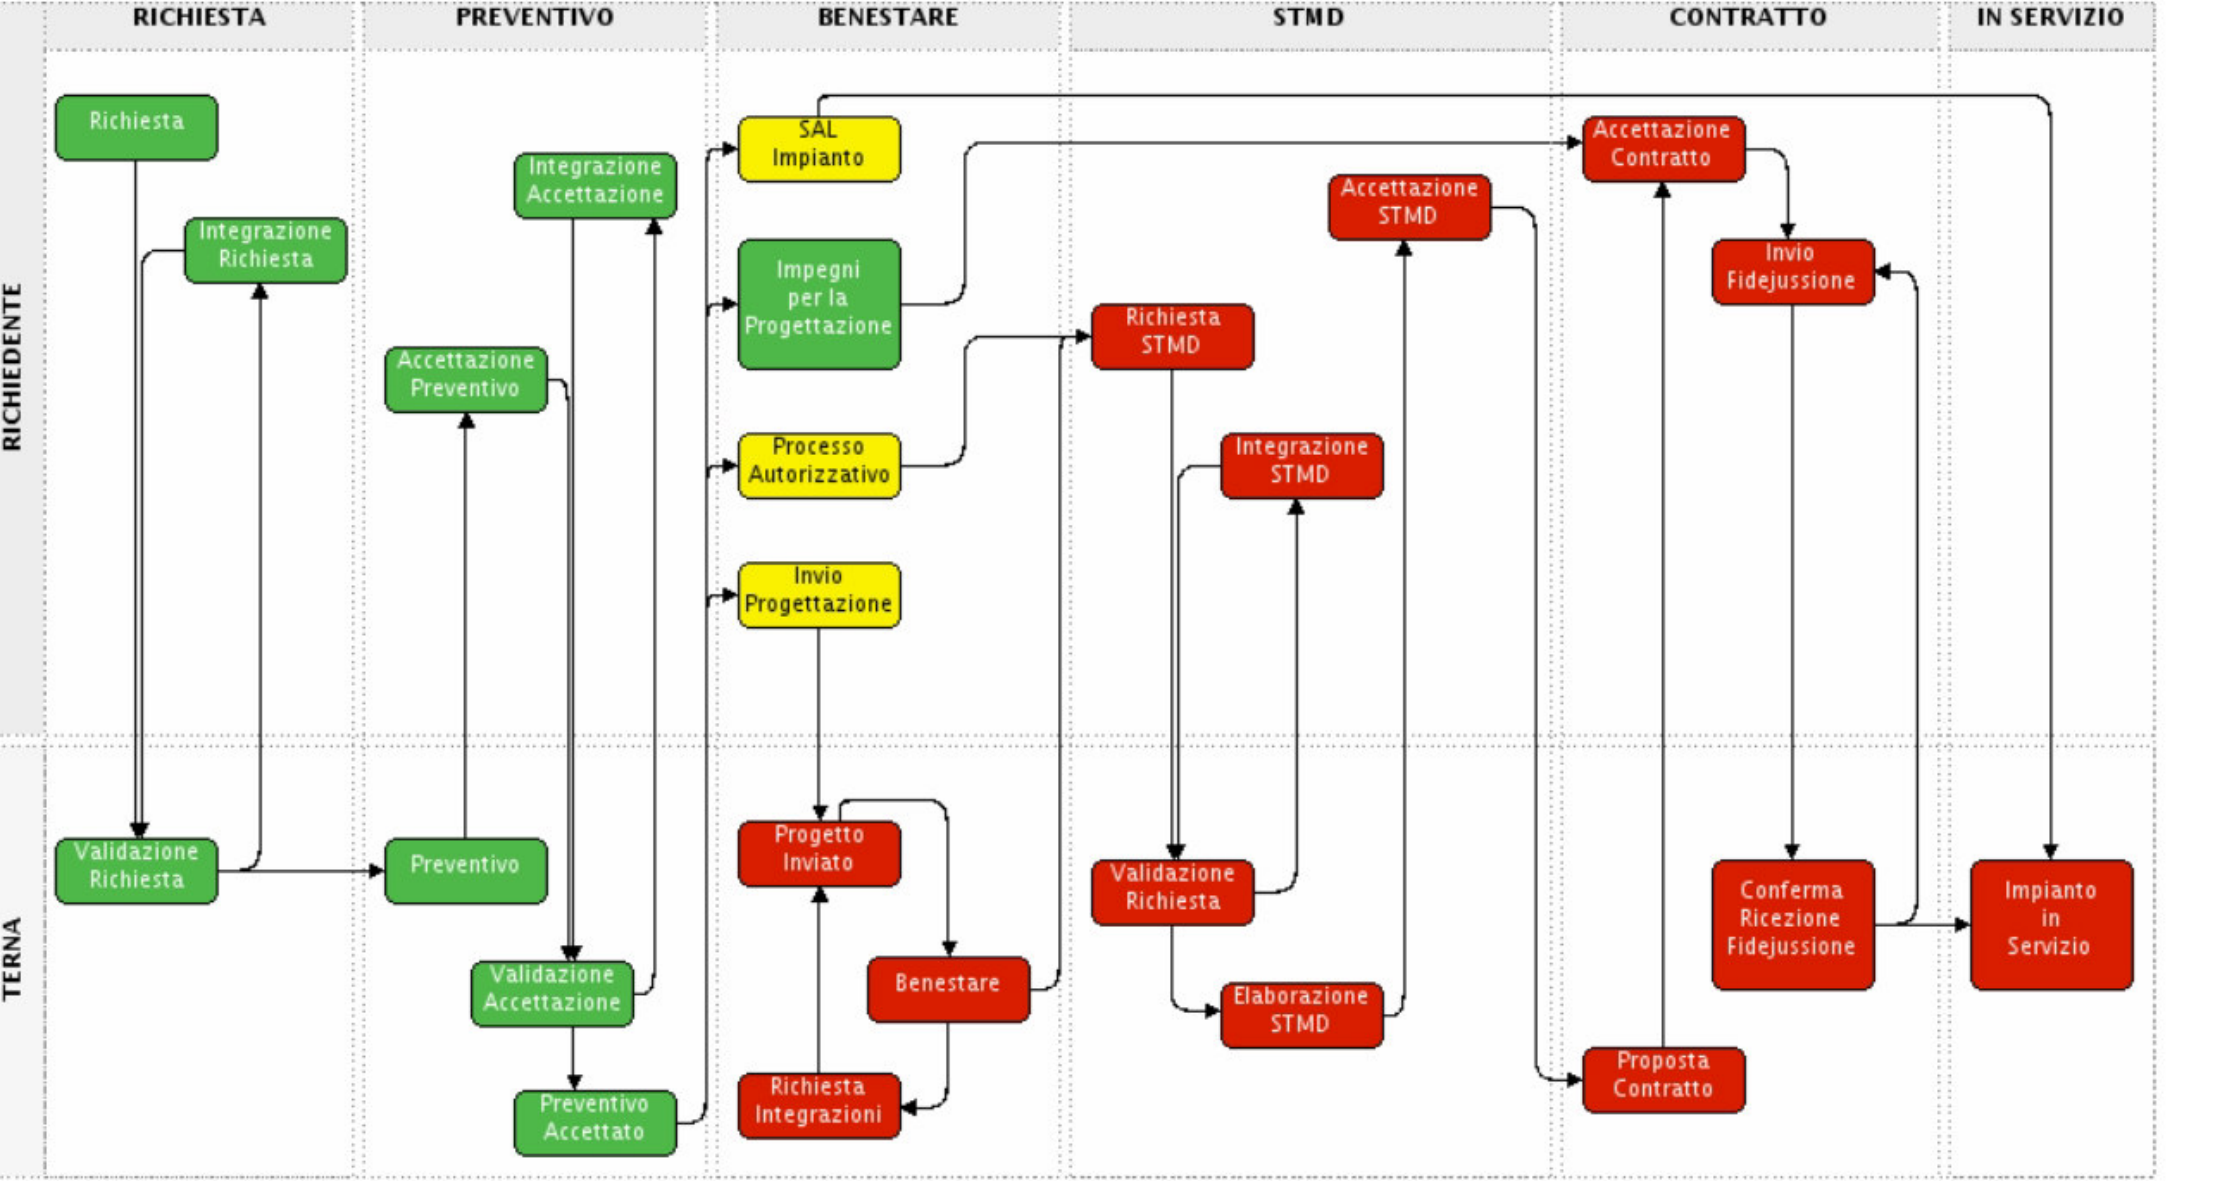 RICHIESTA
PREVENTIVO
BENESTARE
STMD
CONTRATTO
IN SERVIZIO
RICHIEDENTE
Richiesta
Integrazione
Richiesta
Integrazione
Accettazione
Accettazione
Preventivo
SAL
Impianto
Impegni
per la
Progettazione
Processo
Autorizzativo
Invio
Progettazione
Accettazione
STMD
Richiesta
STMD
Integrazione
STMD
Accettazione
Contratto
Invio
Fidejussione
TERNA
Validazione
Richiesta
Preventivo
Validazione
Accettazione
Preventivo
Accettato
Progetto
Inviato
Benestare
Richiesta
Integrazioni
Validazione
Richiesta
Elaborazione
STMD
Conferma
Ricezione
Fidejussione
Proposta
Contratto
Impianto
in
Servizio